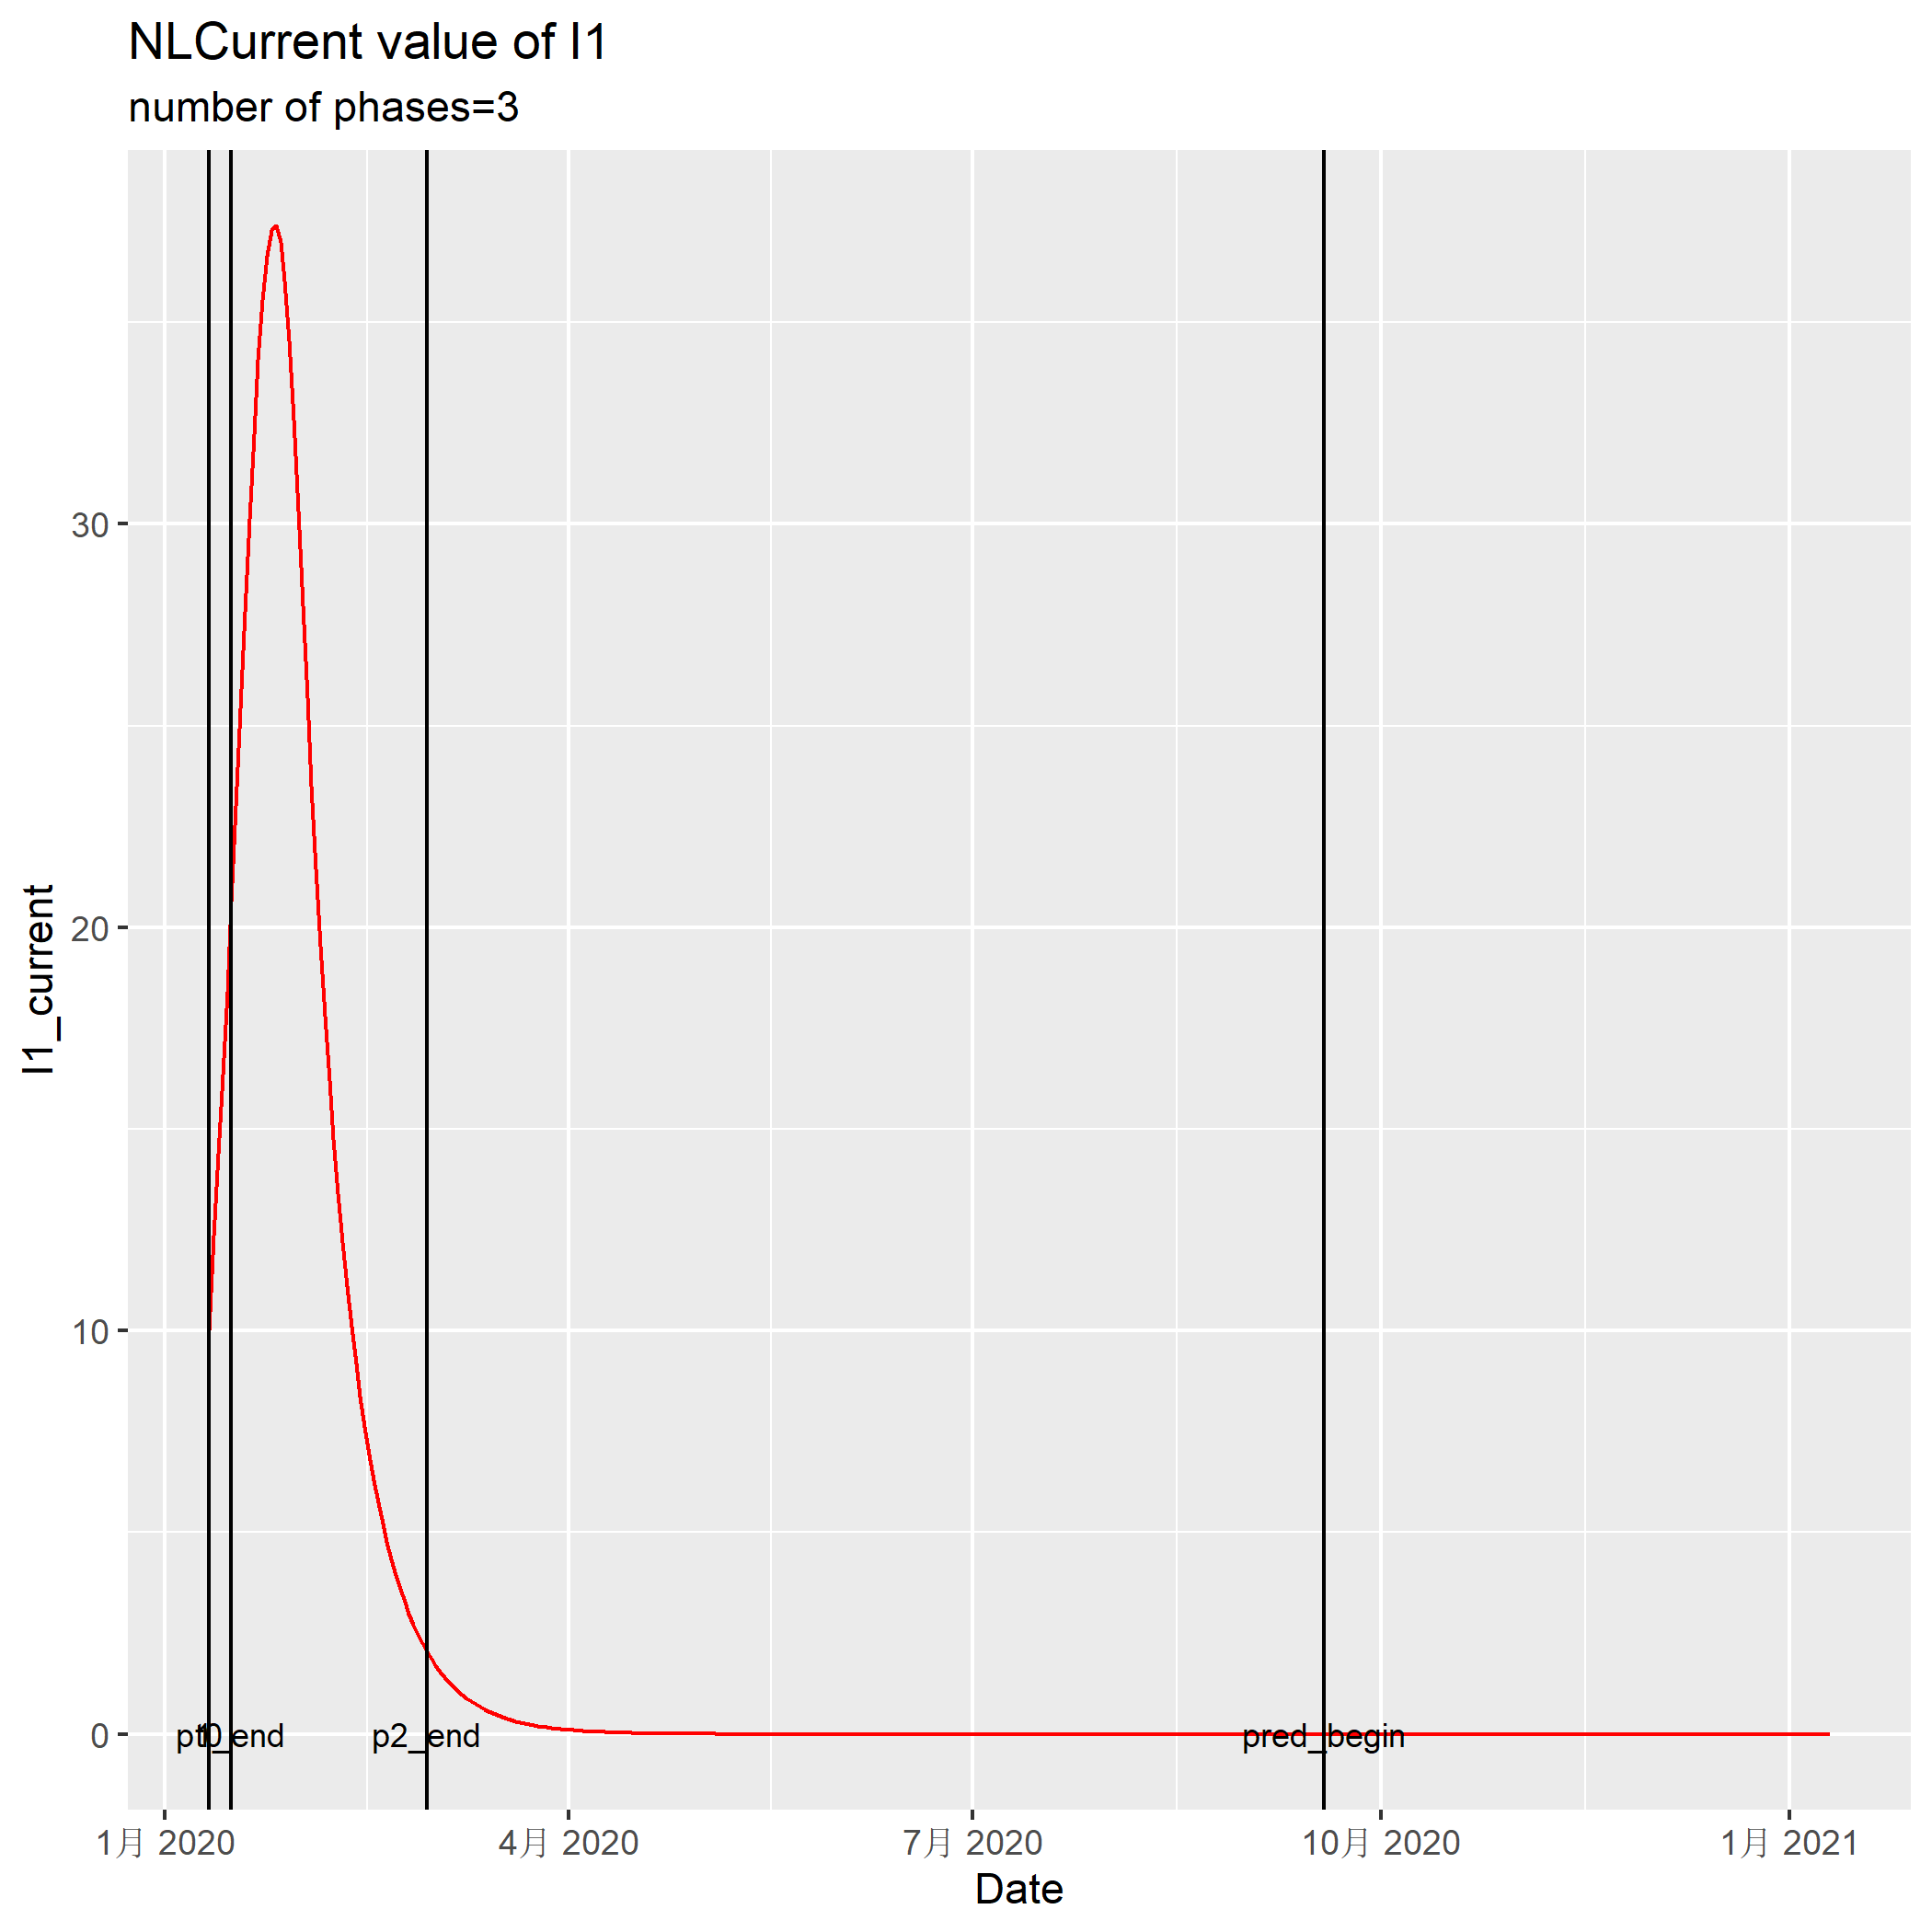 NLCurrent value of I1
number of phases=3
I1_current
30
20
10
0
p2_end
pred_begin
1月 2020
4月 2020
7月 2020
10月 2020
1月 2021
Date